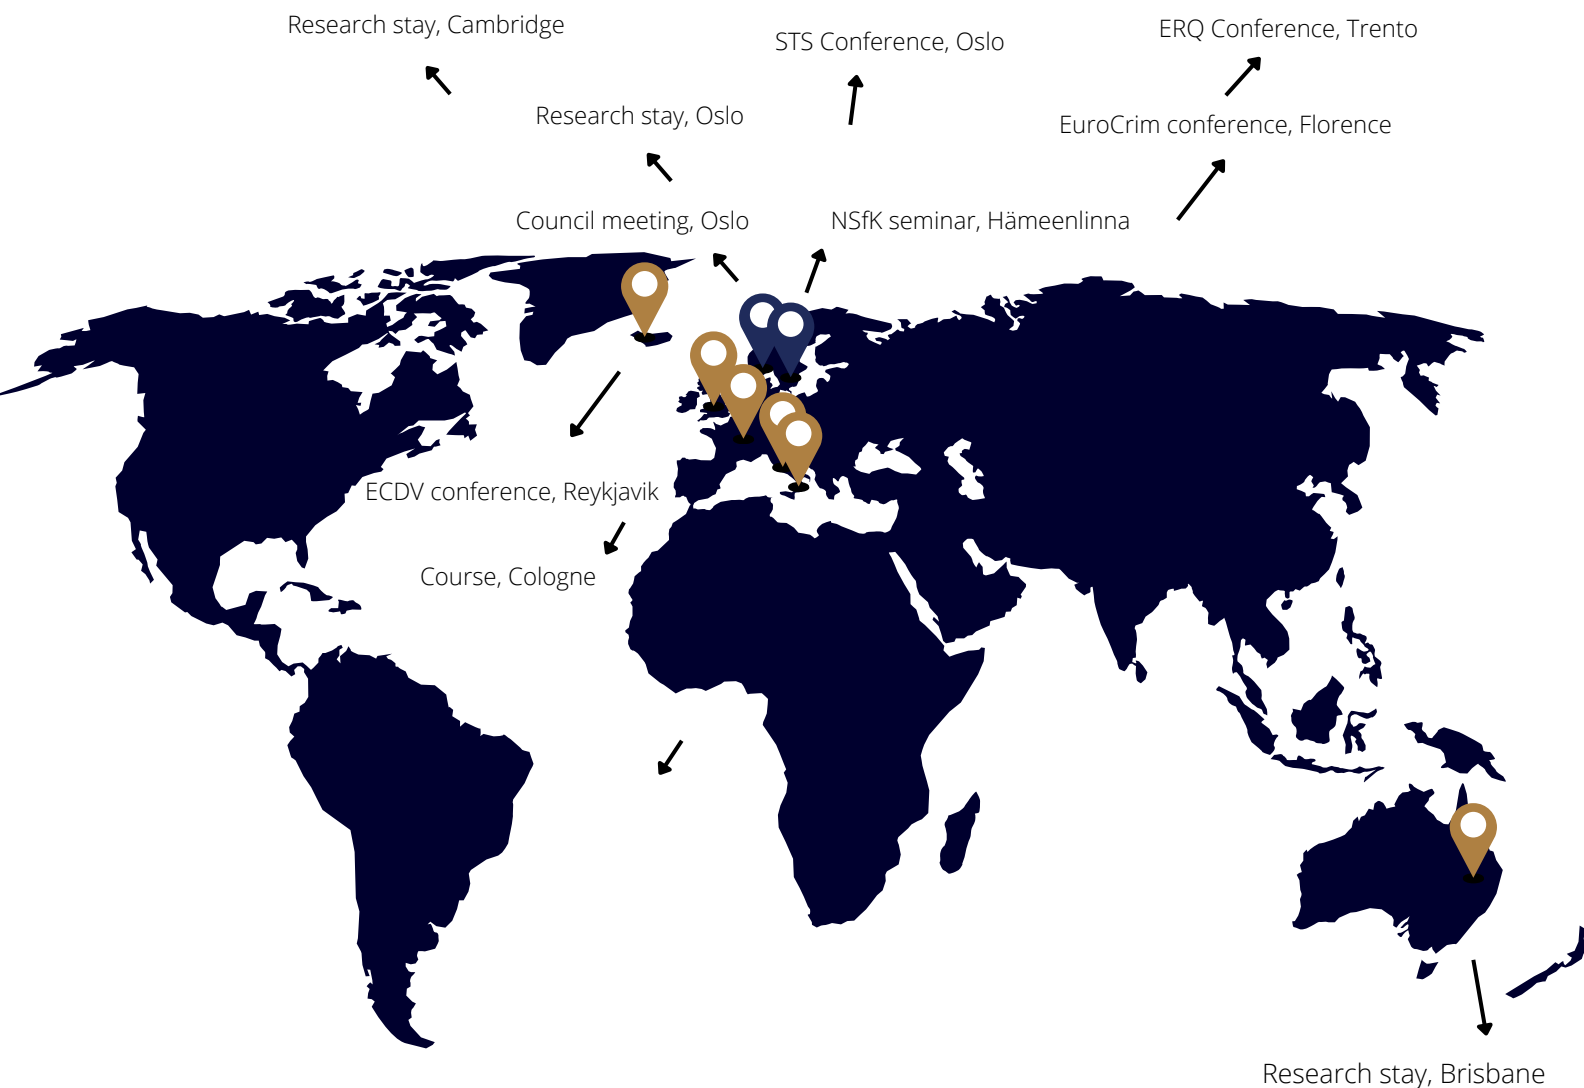 Research stay, Cambridge
STS Conference, Oslo
ERQ Conference, Trento
Research stay, Oslo
EuroCrim conference, Florence
Council meeting, Oslo
NSfK seminar, Hämeenlinna
ECDV conference, Reykjavik
Course, Cologne
Research stay, Brisbane